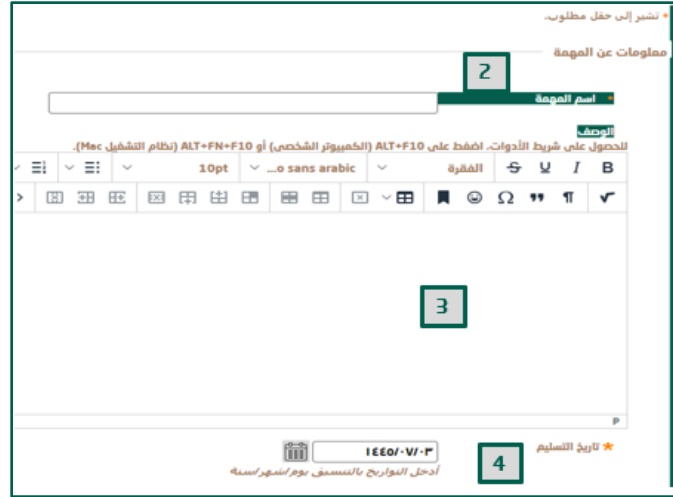 * تشير إلى حقل مطلوب.
معلومات عن المهمة
2
* اسم المهمة
الوصف
للحصول على شريط الأدوات، اضغط على ALT+F10 (الكمبيوتر الشخصي) أو ALT+FN+F10 (نظام التشغيل Mac).
B I U S الفقرة ...o sans arabic 10pt
3
P
* تاريخ التسليم ١٤٤٥/٠٧/٠٣
4
أدخل التواريخ بالتنسيق يوم/شهر/سنة